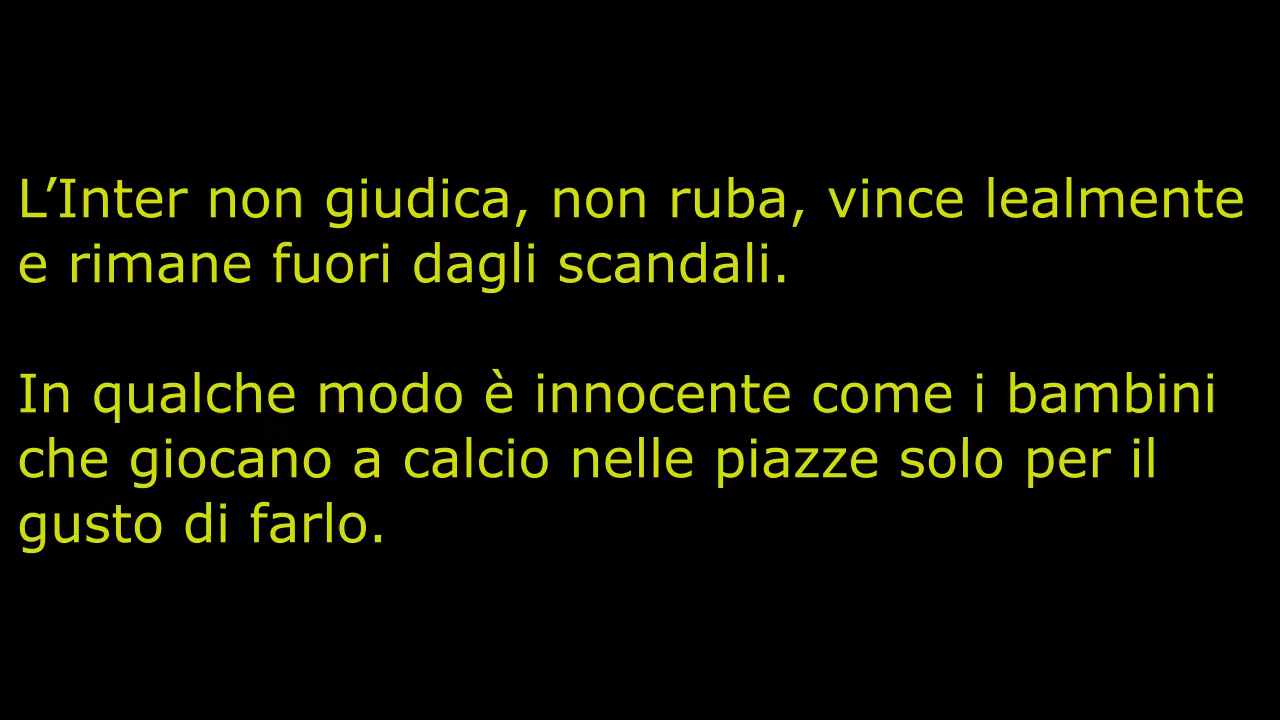 L’Inter non giudica, non ruba, vince lealmente
e rimane fuori dagli scandali.
In qualche modo è innocente come i bambini
che giocano a calcio nelle piazze solo per il
gusto di farlo.